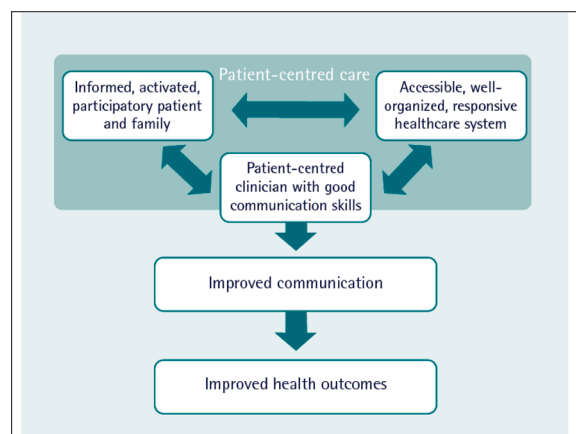 Patient-centred care
Informed, activated,
participatory patient
and family
Accessible, well-
organized, responsive
healthcare system
Patient-centred
clinician with good
communication skills
Improved communication
Improved health outcomes